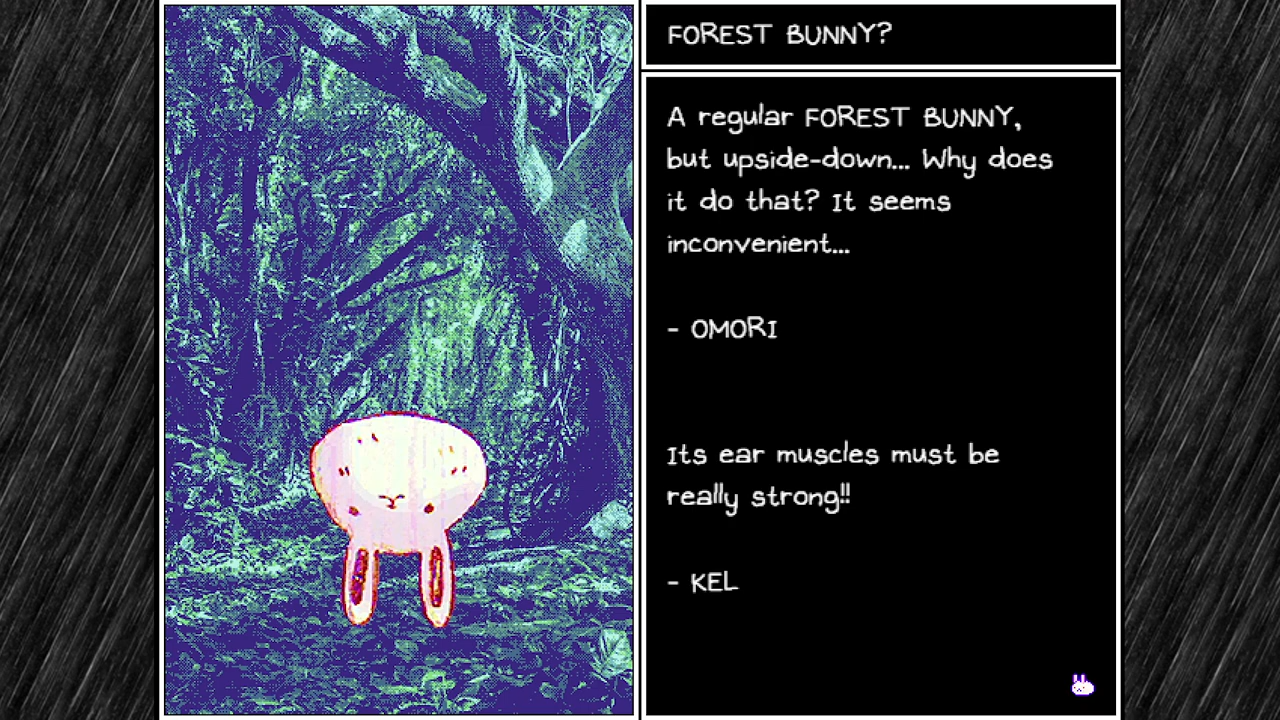 FOREST BUNNY?
A regular FOREST BUNNY,
but upside-down... Why does
it do that? It seems
inconvenient...
- OMORI
Its ear muscles must be
really strong!!
- KEL